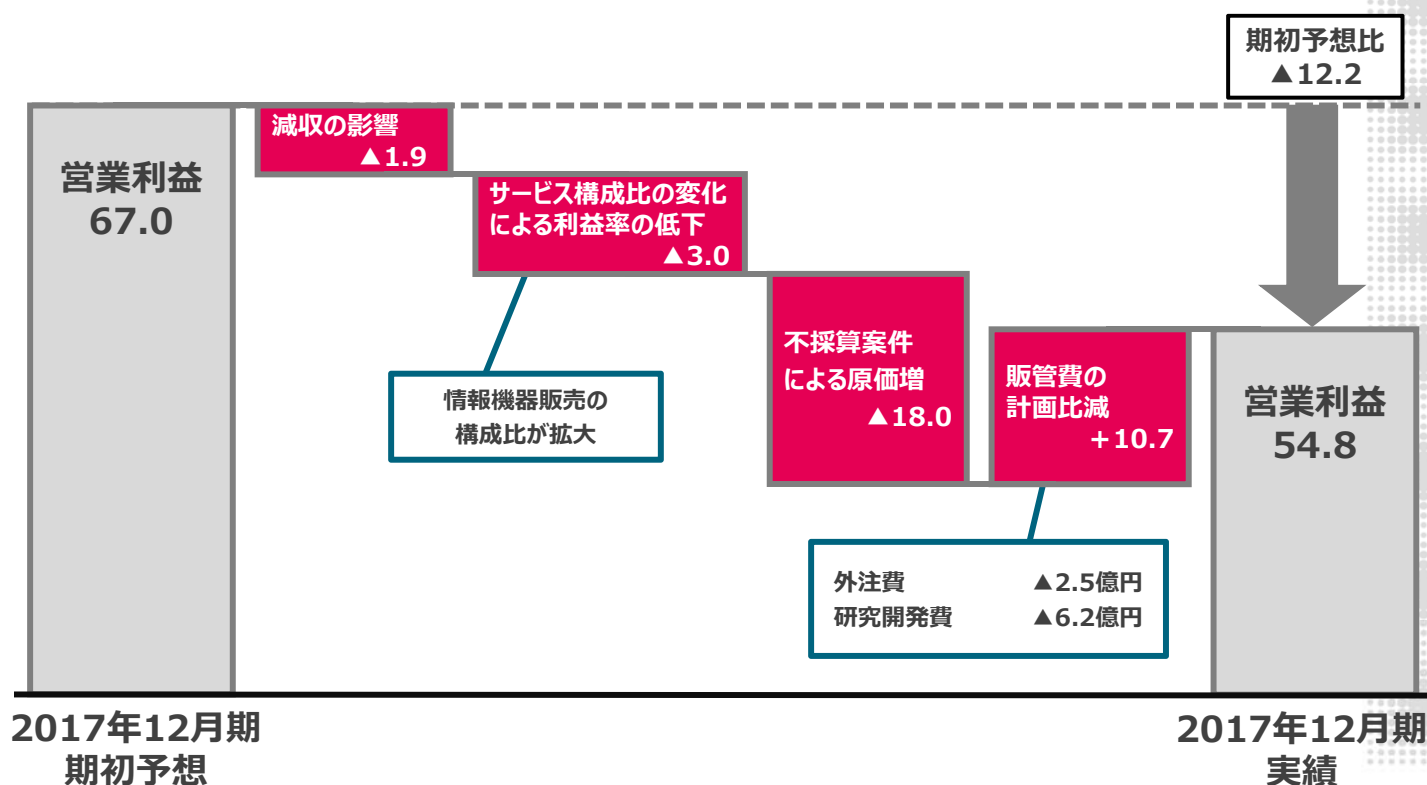 期初予想比
▲12.2
営業利益
67.0
減収の影響
▲1.9
サービス構成比の変化
による利益率の低下
▲3.0
情報機器販売の
構成比が拡大
不採算案件
による原価増
▲18.0
販管費の
計画比減
+10.7
外注費 ▲2.5億円
研究開発費 ▲6.2億円
営業利益
54.8
2017年12月期
期初予想
2017年12月期
実績